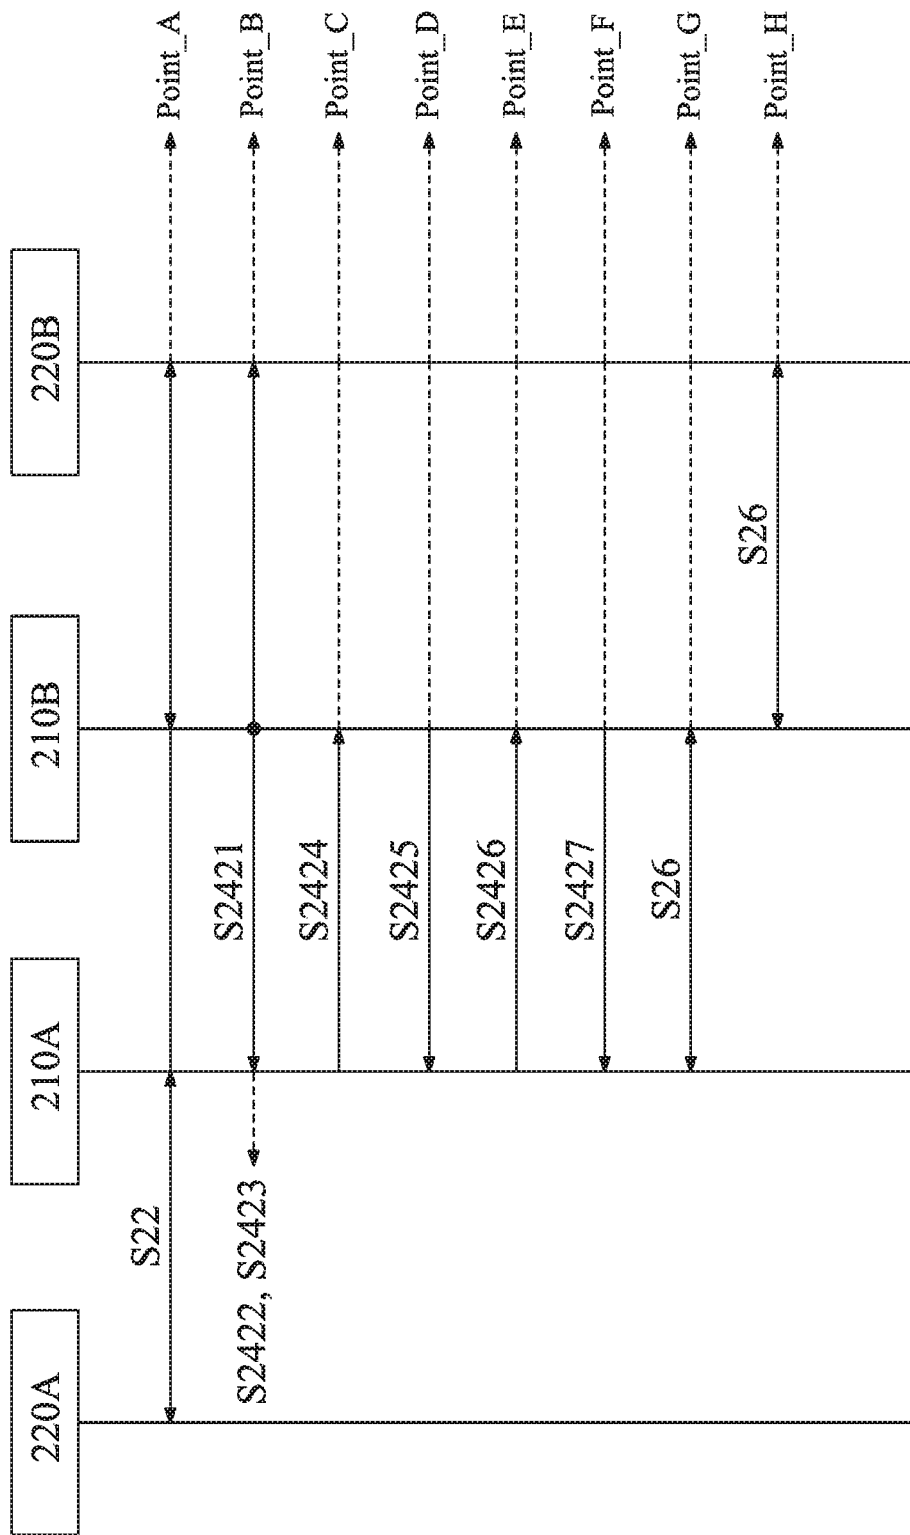 220A
210A
210B
220B
S22
Point_A
S2421
S2422, S2423
Point_B
S2424
Point_C
S2425
Point_D
S2426
Point_E
S2427
Point_F
S26
Point_G
S26
Point_H